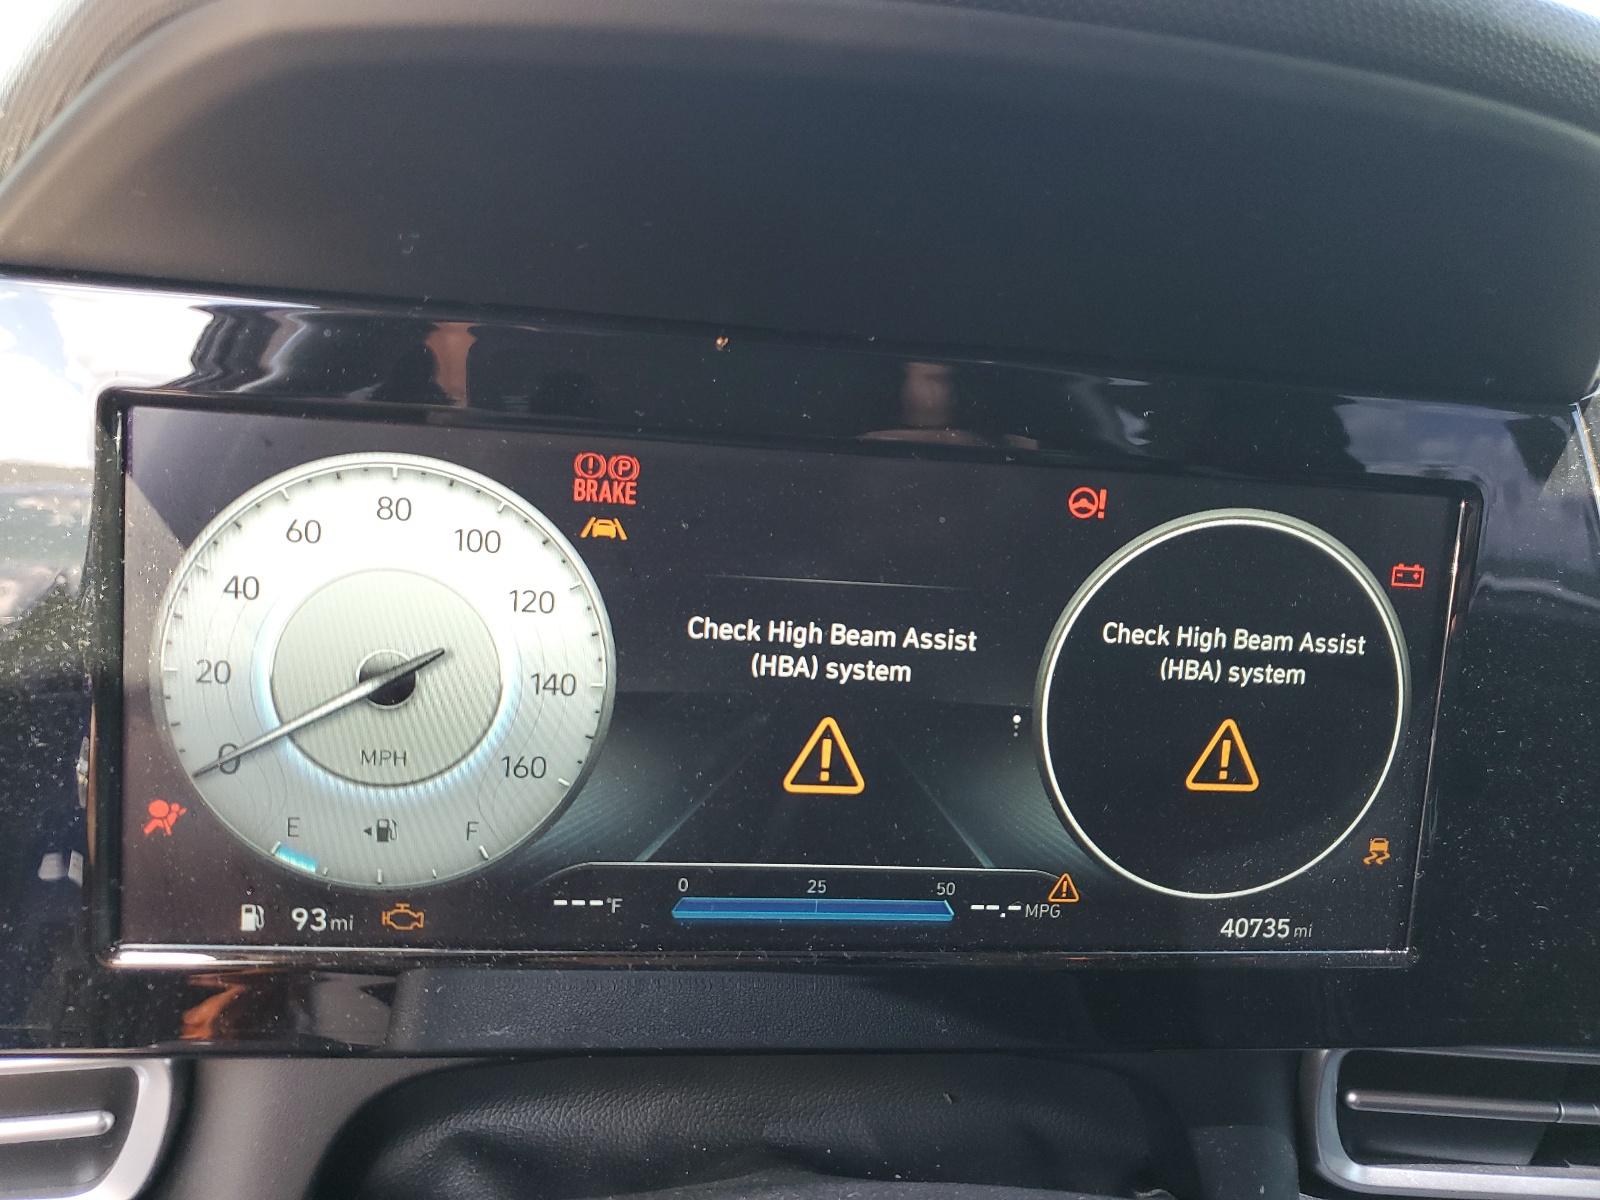 BRAKE
0
20
40
60
80
100
120
140
160
MPH
E
F
93mi
Check High Beam Assist
(HBA) system
Check High Beam Assist
(HBA) system
0 25 50
---°F
--.-MPG
40735mi